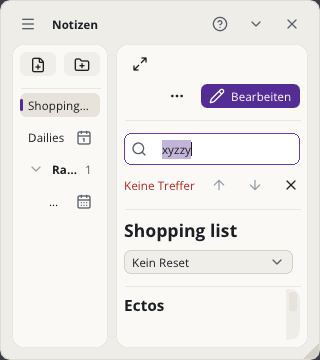 Notizen
Shopping...
Dailies
Ra... 1
...
Bearbeiten
xyzzy
Keine Treffer
Shopping list
Kein Reset
Ectos